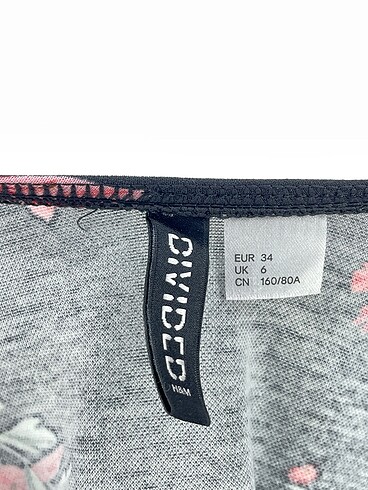 DIVIDED
H&M
EUR 34
UK 6
CN 160/80A